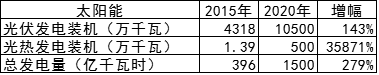 太阳能 2015年 2020年 增幅
光伏发电装机（万千瓦） 4318 10500 143%
光热发电装机（万千瓦） 1.39 500 35871%
总发电量（亿千瓦时） 396 1500 279%